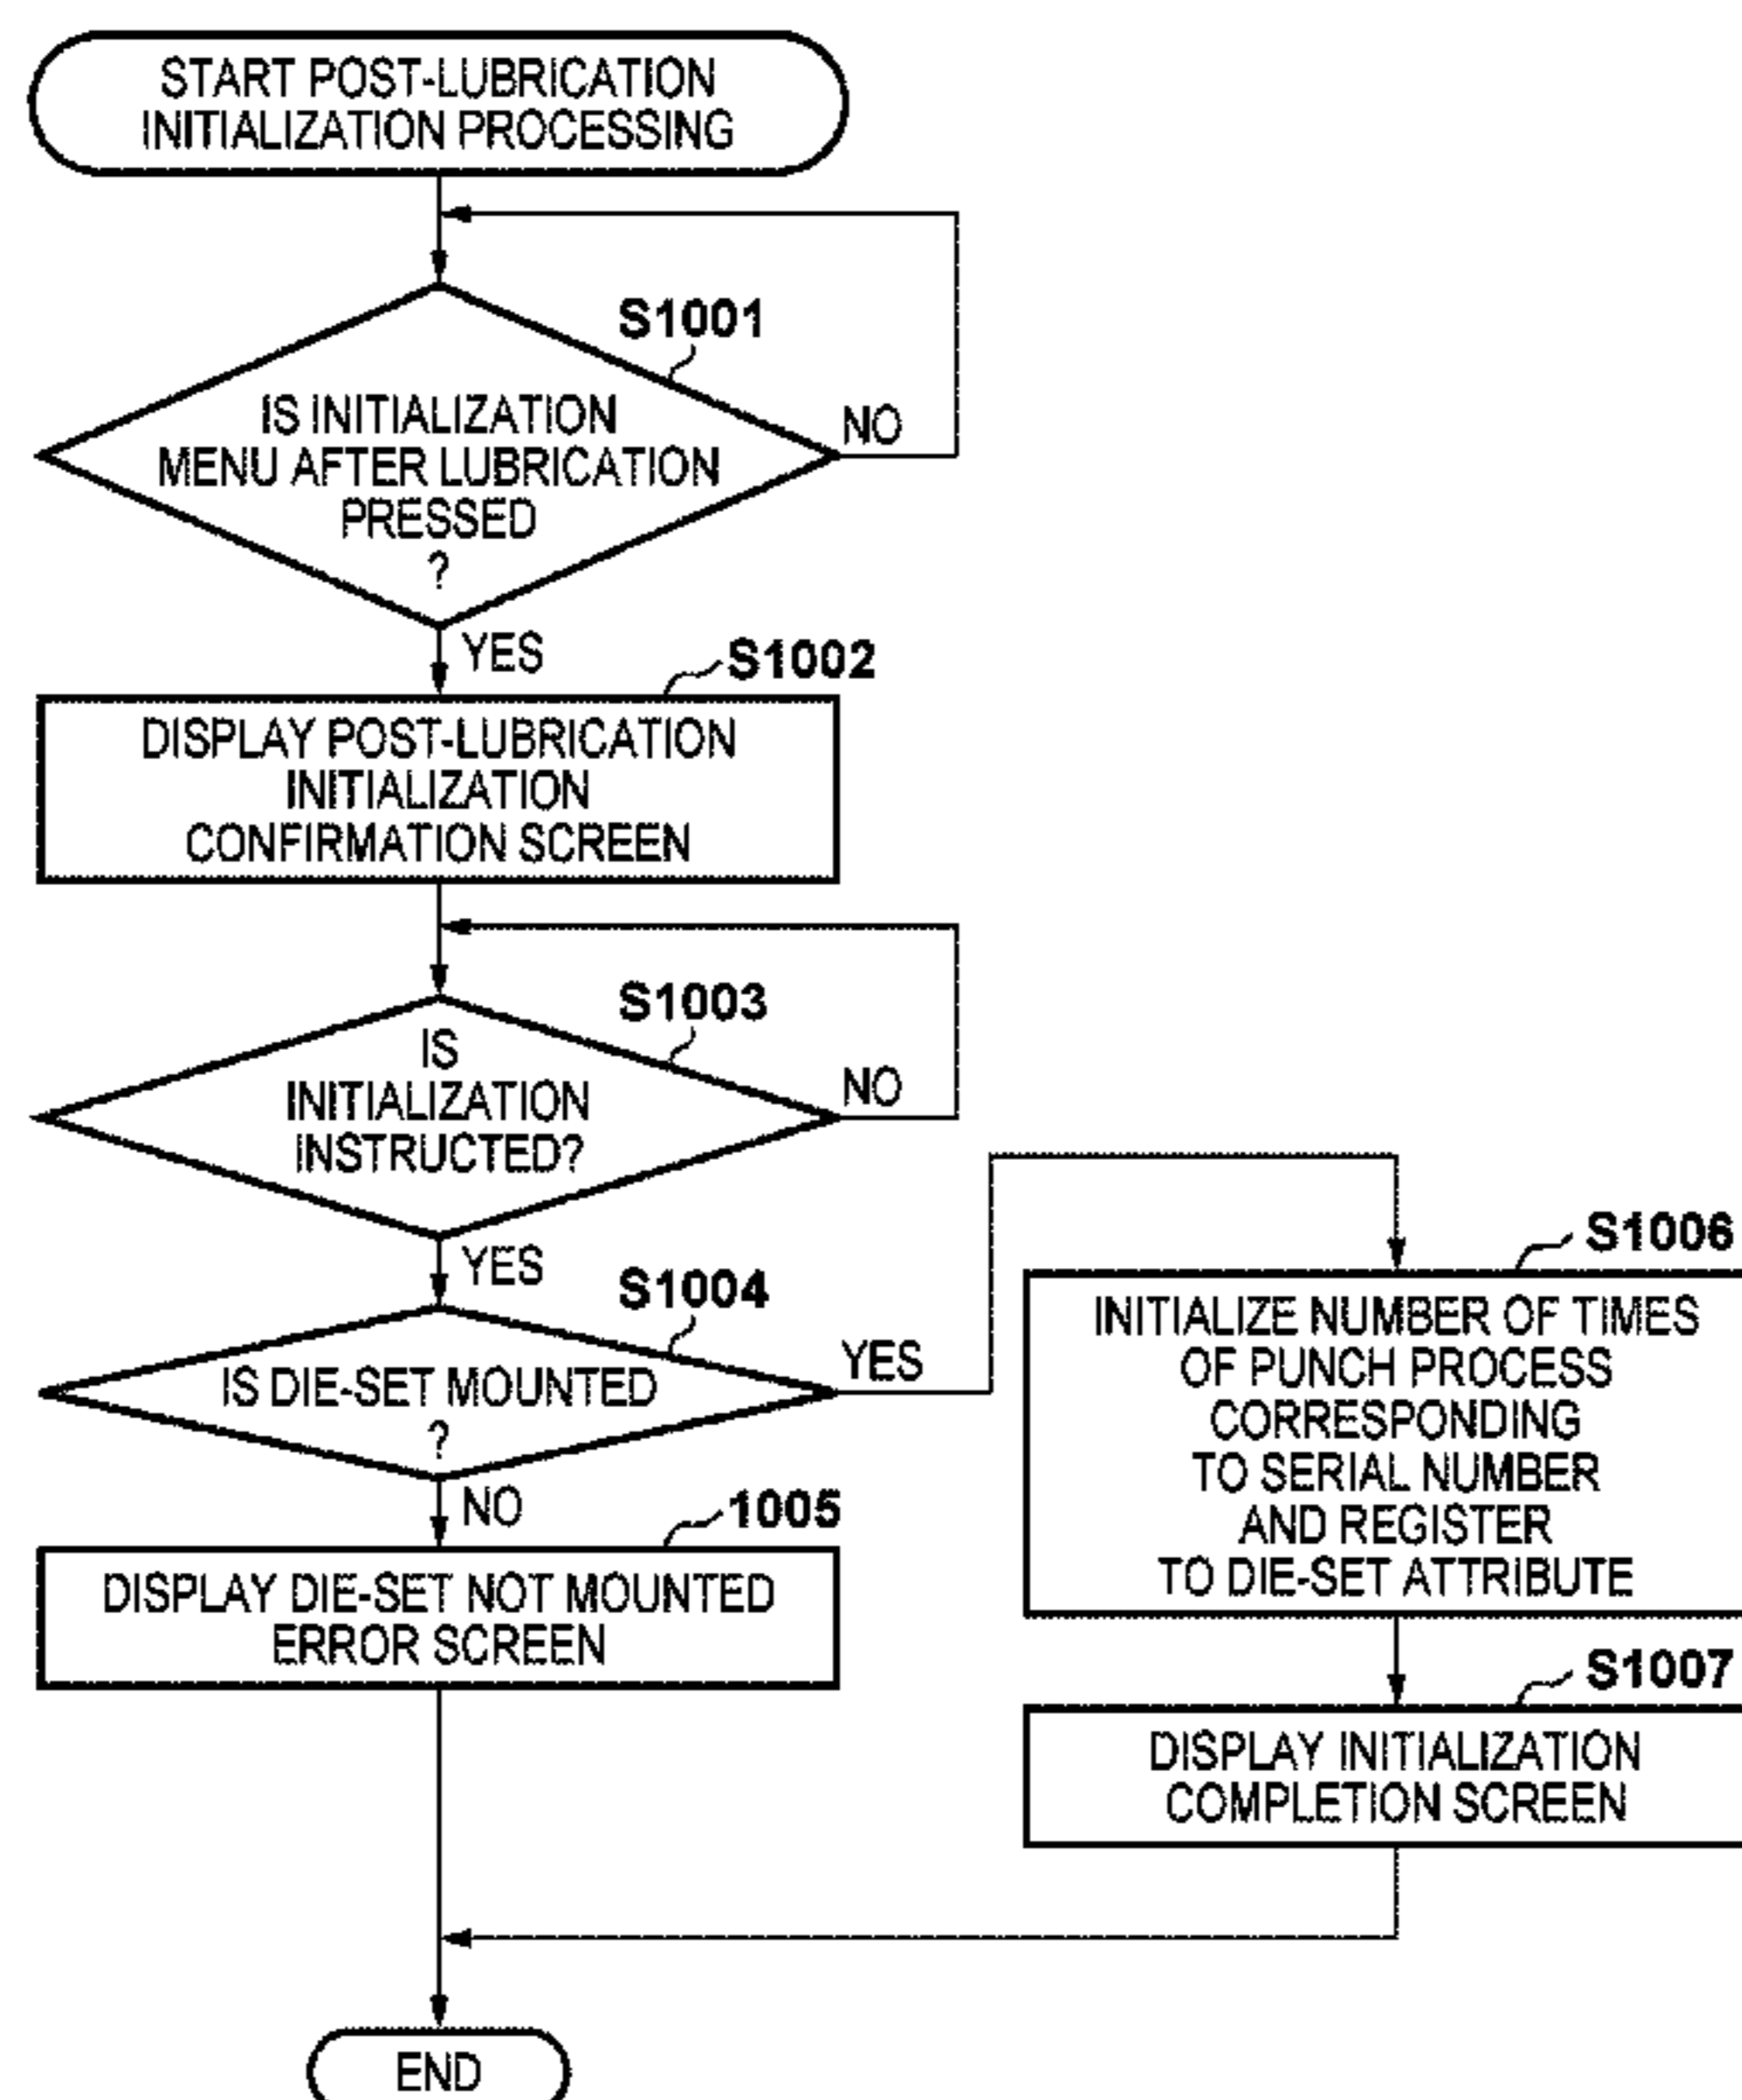 START POST-LUBRICATION
INITIALIZATION PROCESSING
S1001
IS INITIALIZATION
MENU AFTER LUBRICATION
PRESSED
?
NO
YES
S1002
DISPLAY POST-LUBRICATION
INITIALIZATION
CONFIRMATION SCREEN
S1003
IS
INITIALIZATION
INSTRUCTED?
NO
YES
S1004
IS DIE-SET MOUNTED
?
YES
NO
1005
DISPLAY DIE-SET NOT MOUNTED
ERROR SCREEN
S1006
INITIALIZE NUMBER OF TIMES
OF PUNCH PROCESS
CORRESPONDING
TO SERIAL NUMBER
AND REGISTER
TO DIE-SET ATTRIBUTE
S1007
DISPLAY INITIALIZATION
COMPLETION SCREEN
END